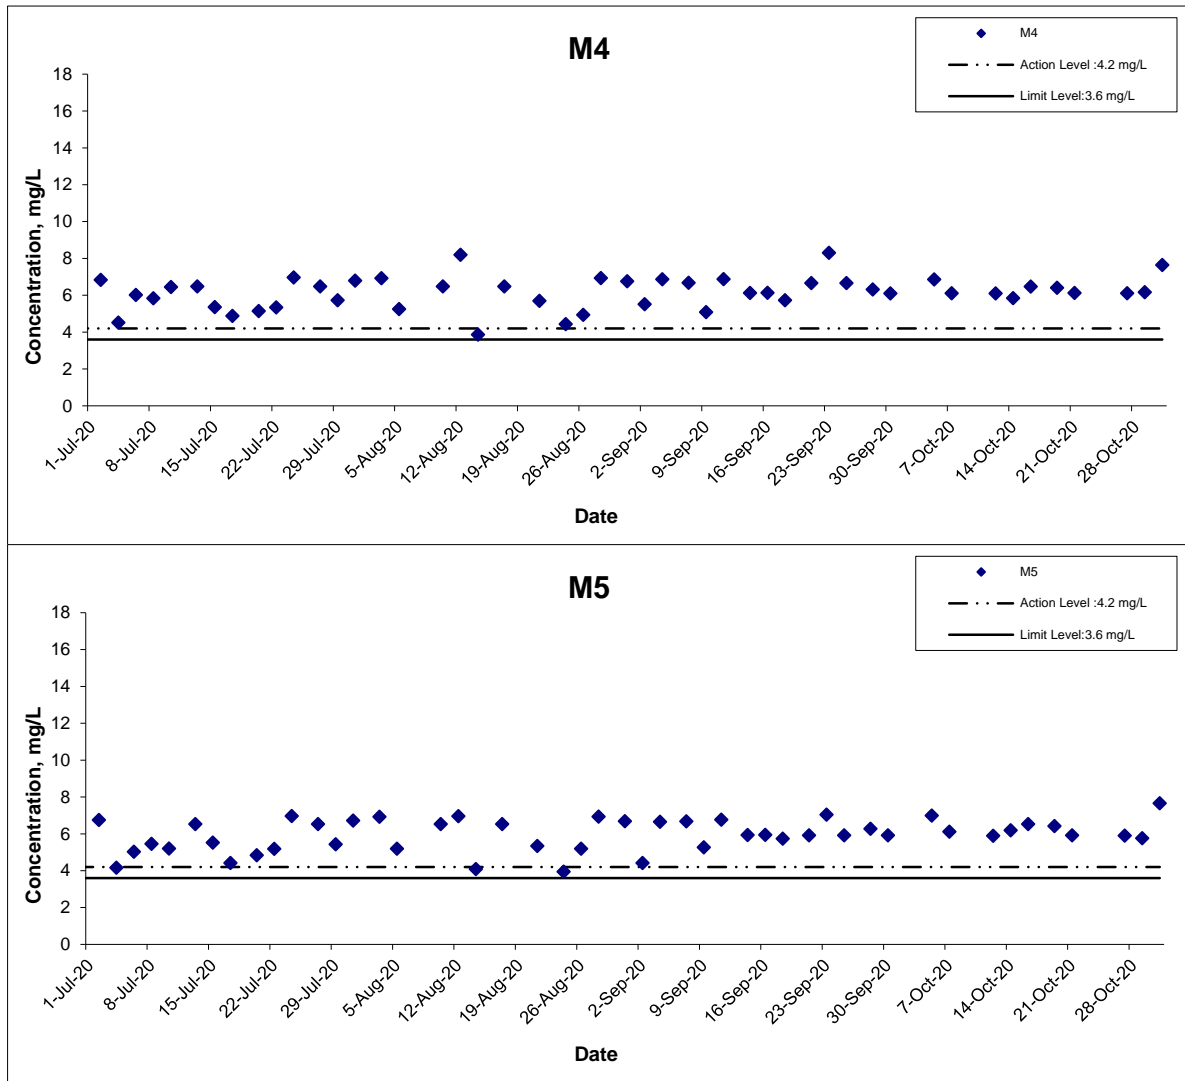 M4
M4
Action Level :4.2 mg/L
Limit Level:3.6 mg/L
Concentration, mg/L
18
16
14
12
10
8
6
4
2
0
1-Jul-20
8-Jul-20
15-Jul-20
22-Jul-20
29-Jul-20
5-Aug-20
12-Aug-20
19-Aug-20
26-Aug-20
2-Sep-20
9-Sep-20
16-Sep-20
23-Sep-20
30-Sep-20
7-Oct-20
14-Oct-20
21-Oct-20
28-Oct-20
Date
M5
M5
Action Level :4.2 mg/L
Limit Level:3.6 mg/L
Concentration, mg/L
18
16
14
12
10
8
6
4
2
0
1-Jul-20
8-Jul-20
15-Jul-20
22-Jul-20
29-Jul-20
5-Aug-20
12-Aug-20
19-Aug-20
26-Aug-20
2-Sep-20
9-Sep-20
16-Sep-20
23-Sep-20
30-Sep-20
7-Oct-20
14-Oct-20
21-Oct-20
28-Oct-20
Date